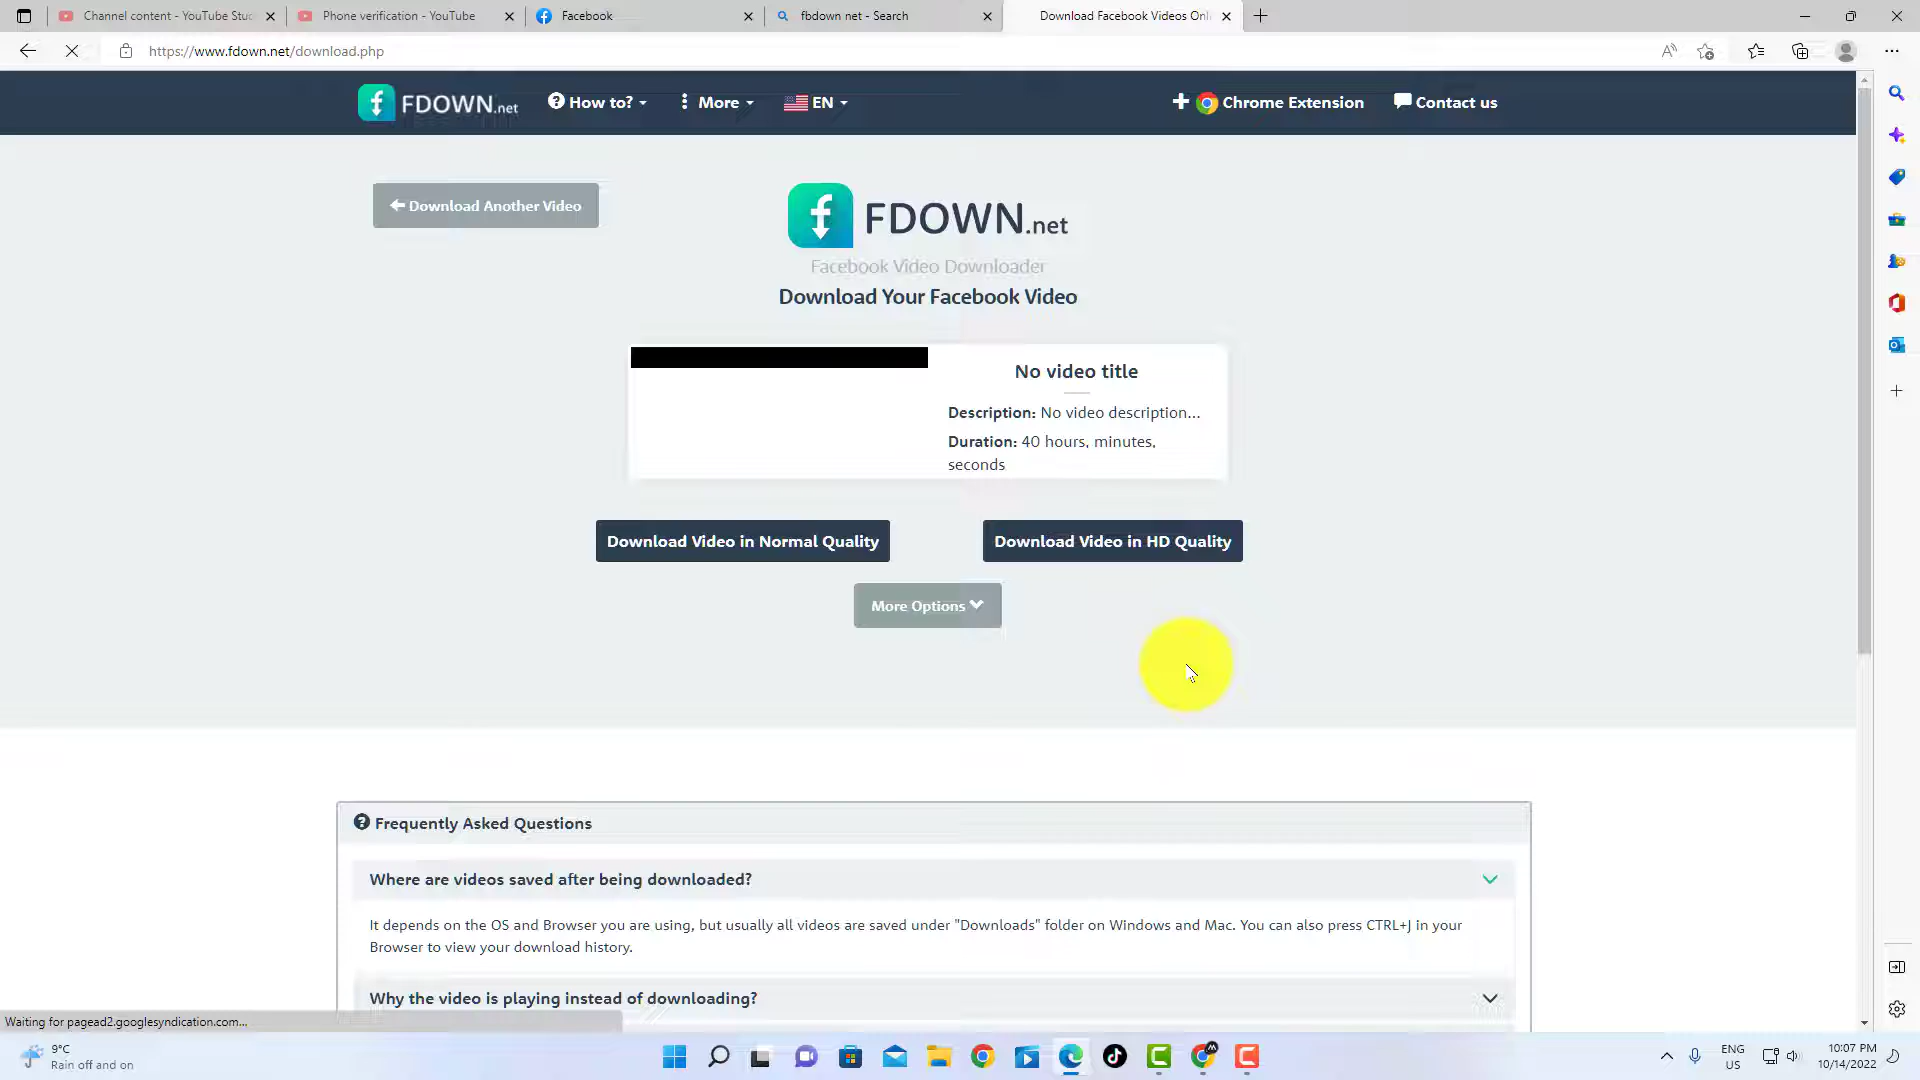 Channel content - YouTube Stud
Phone verification - YouTube
Facebook
fbdown net - Search
Download Facebook Videos Onl
https://www.fdown.net/download.php
FDOWN.net
How to?
More
EN
Chrome Extension
Contact us
Download Another Video
FDOWN.net
Facebook Video Downloader
Download Your Facebook Video
No video title
Description: No video description...
Duration: 40 hours, minutes,
seconds
Download Video in Normal Quality
Download Video in HD Quality
More Options
Frequently Asked Questions
Where are videos saved after being downloaded?
It depends on the OS and Browser you are using, but usually all videos are saved under "Downloads" folder on Windows and Mac. You can also press CTRL+J in your
Browser to view your download history.
Why the video is playing instead of downloading?
Waiting for pagead2.googlesyndication.com...
9°C
Rain off and on
ENG
US
10:07 PM
10/14/2022